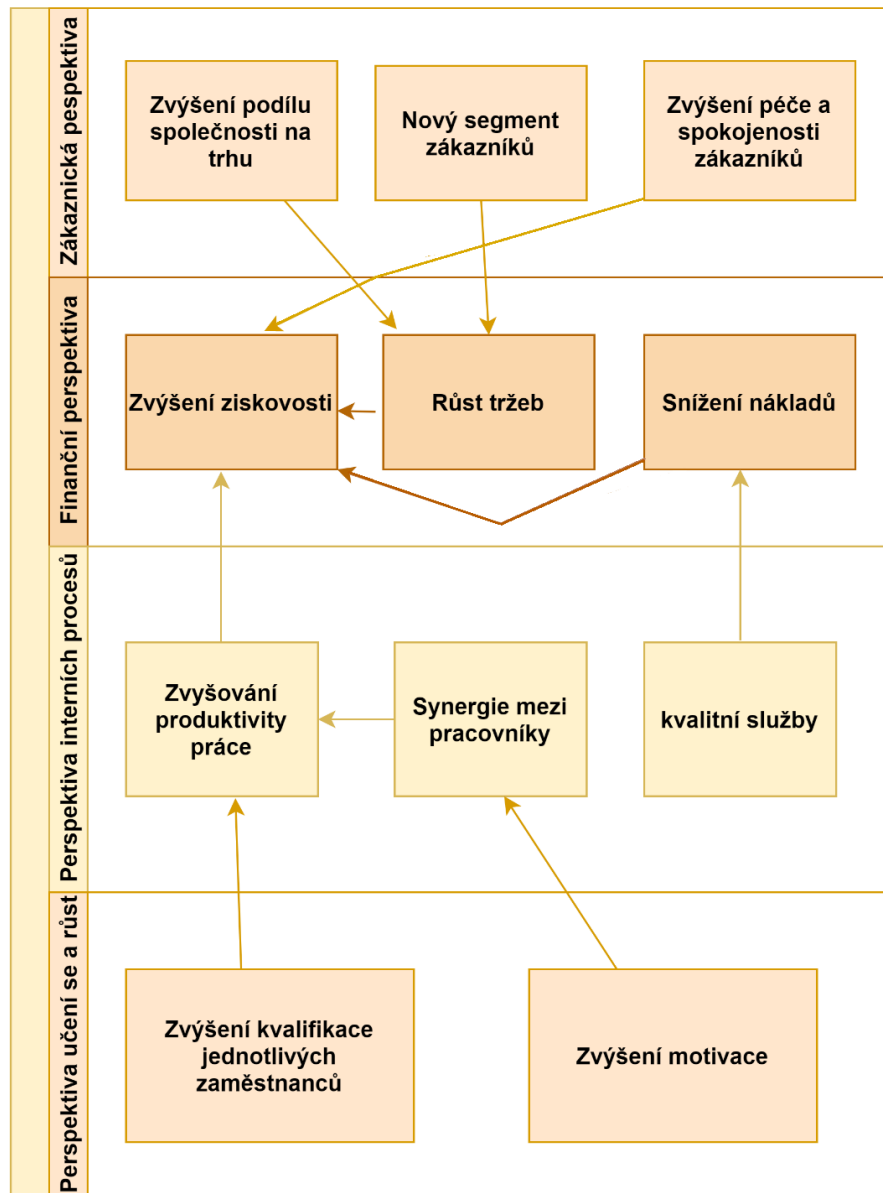 Zákaznická pespektiva
Zvýšení podílu
společnosti na
trhu
Nový segment
zákazníků
Zvýšení péče a
spokojenosti
zákazníků
Finanční perspektiva
Zvýšení ziskovosti
Růst tržeb
Snížení nákladů
Perspektiva interních procesů
Zvyšování
produktivity
práce
Synergie mezi
pracovníky
kvalitní služby
Perspektiva učení se a růst
Zvýšení kvalifikace
jednotlivých
zaměstnanců
Zvýšení motivace